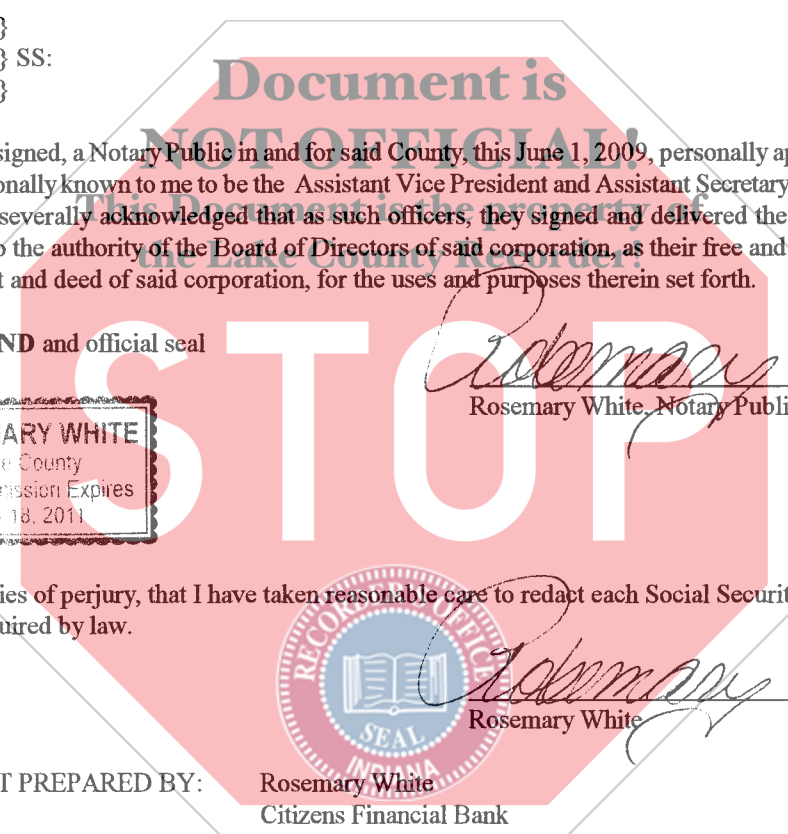 }
} SS:
}
Document is
NOT OFFICIAL!
This Document is the property of
the Lake County Recorder!
STOP
signed, a Notary Public in and for said County, this June 1, 2009, personally ap
onally known to me to be the Assistant Vice President and Assistant Secretary
severally acknowledged that as such officers, they signed and delivered the
o the authority of the Board of Directors of said corporation, as their free and
t and deed of said corporation, for the uses and purposes therein set forth.
ND and official seal
Rosemary
Rosemary White, Notary Publi
ARY WHITE
e County
mission Expires
18, 2011
ies of perjury, that I have taken reasonable care to redact each Social Securit
uired by law.
RECORDER'S OFFICE
SEAL
INDIANA
Rosemary
Rosemary White
T PREPARED BY: Rosemary White
Citizens Financial Bank